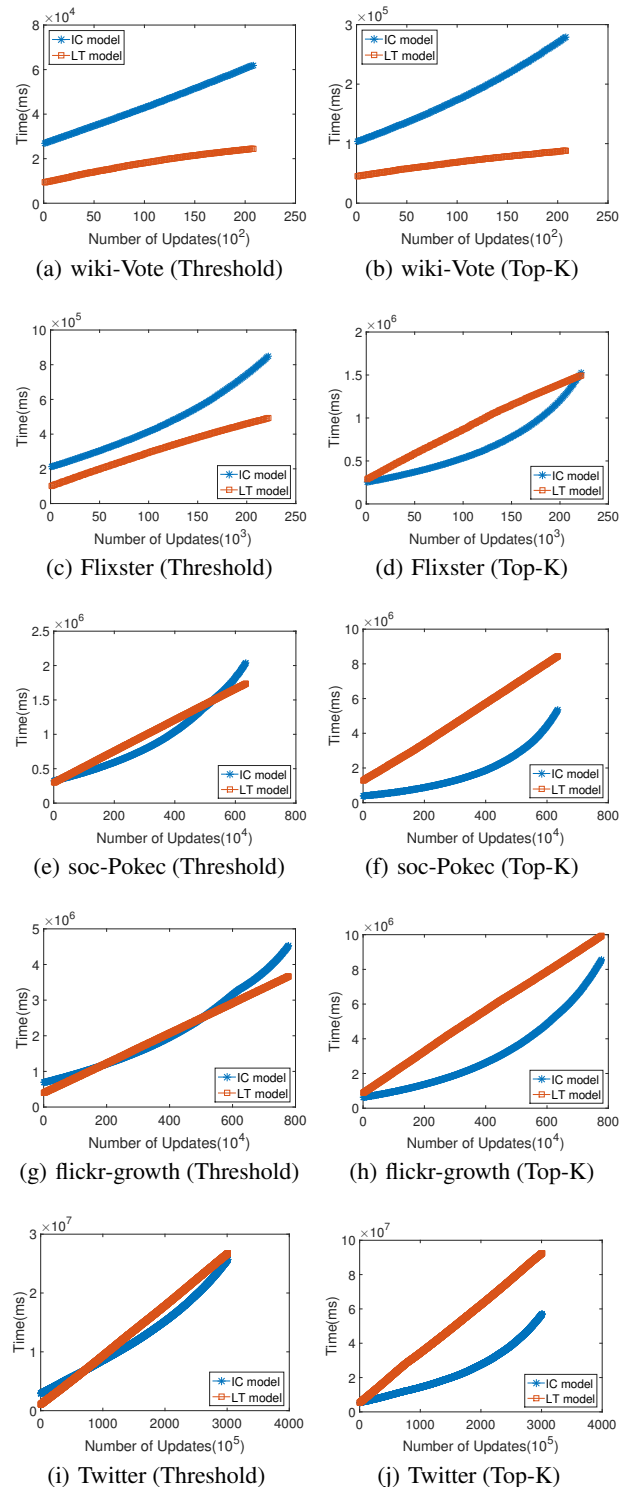 ×10^4
8
6
4
2
0
Time(ms)
IC model
LT model
0 50 100 150 200 250
Number of Updates(10^2)
(a) wiki-Vote (Threshold)
×10^5
3
2
1
0
Time(ms)
IC model
LT model
0 50 100 150 200 250
Number of Updates(10^2)
(b) wiki-Vote (Top-K)
×10^5
10
8
6
4
2
0
Time(ms)
IC model
LT model
0 50 100 150 200 250
Number of Updates(10^3)
(c) Flixster (Threshold)
×10^6
2
1.5
1
0.5
0
Time(ms)
IC model
LT model
0 50 100 150 200 250
Number of Updates(10^3)
(d) Flixster (Top-K)
×10^6
2.5
2
1.5
1
0.5
0
Time(ms)
IC model
LT model
0 200 400 600 800
Number of Updates(10^4)
(e) soc-Pokec (Threshold)
×10^6
10
8
6
4
2
0
Time(ms)
IC model
LT model
0 200 400 600 800
Number of Updates(10^4)
(f) soc-Pokec (Top-K)
×10^6
5
4
3
2
1
0
Time(ms)
IC model
LT model
0 200 400 600 800
Number of Updates(10^4)
(g) flickr-growth (Threshold)
×10^6
10
8
6
4
2
0
Time(ms)
IC model
LT model
0 200 400 600 800
Number of Updates(10^4)
(h) flickr-growth (Top-K)
×10^7
3
2
1
0
Time(ms)
IC model
LT model
0 1000 2000 3000 4000
Number of Updates(10^5)
(i) Twitter (Threshold)
×10^7
10
8
6
4
2
0
Time(ms)
IC model
LT model
0 1000 2000 3000 4000
Number of Updates(10^5)
(j) Twitter (Top-K)